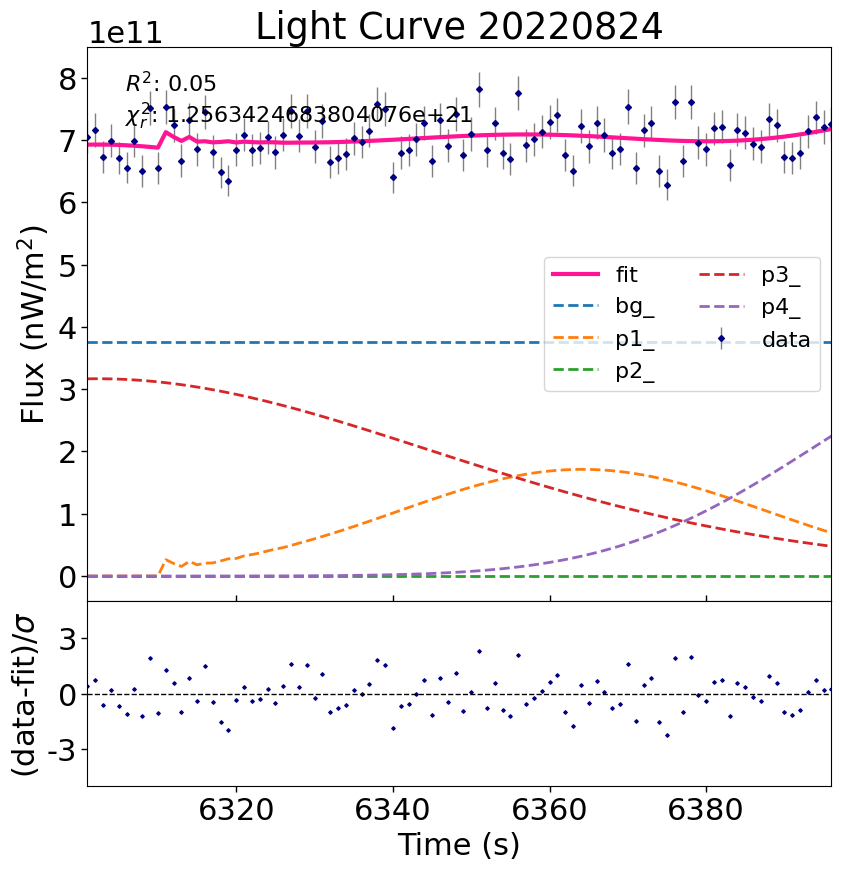 Light Curve 20220824
1e11
R²: 0.05
χ²ᵣ: 1.2563424683804076e+21
8
7
6
5
4
3
2
1
0
Flux (nW/m²)
fit
bg_
p1_
p2_
p3_
p4_
data
3
0
-3
(data-fit)/σ
6320
6340
6360
6380
Time (s)